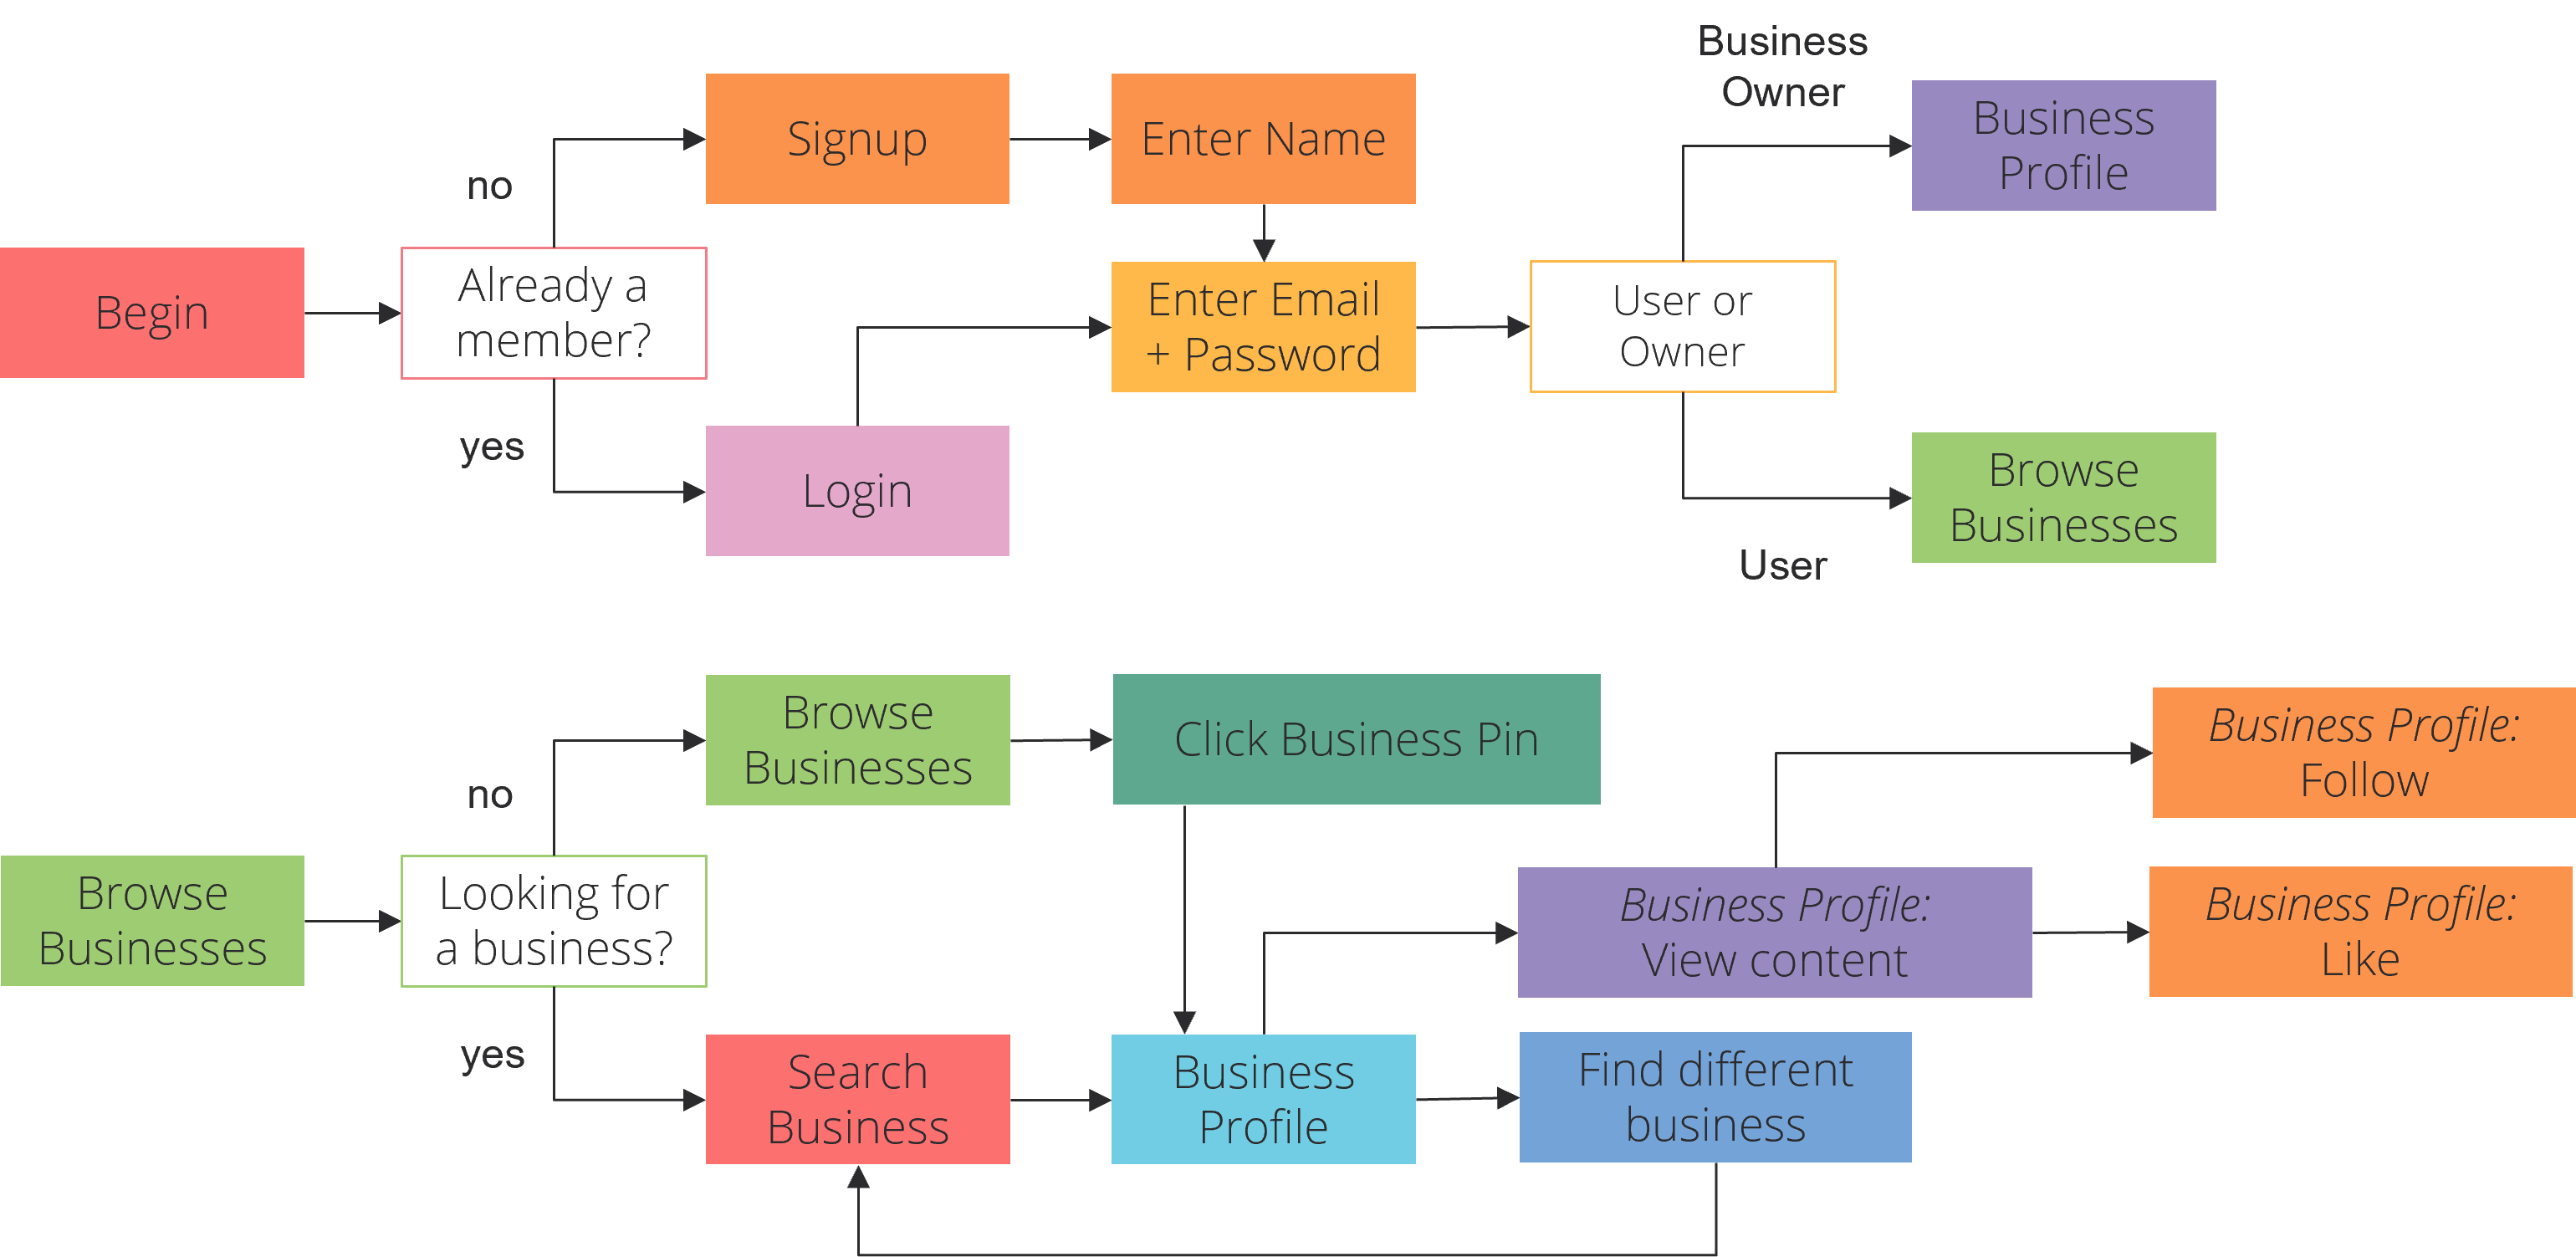 Business
Owner
Signup
Enter Name
Business
Profile
no
Begin
Already a
member?
Enter Email
+ Password
User or
Owner
yes
Login
Browse
Businesses
User
Browse
Businesses
Click Business Pin
Business Profile:
Follow
no
Browse
Businesses
Looking for
a business?
Business Profile:
View content
Business Profile:
Like
yes
Search
Business
Business
Profile
Find different
business